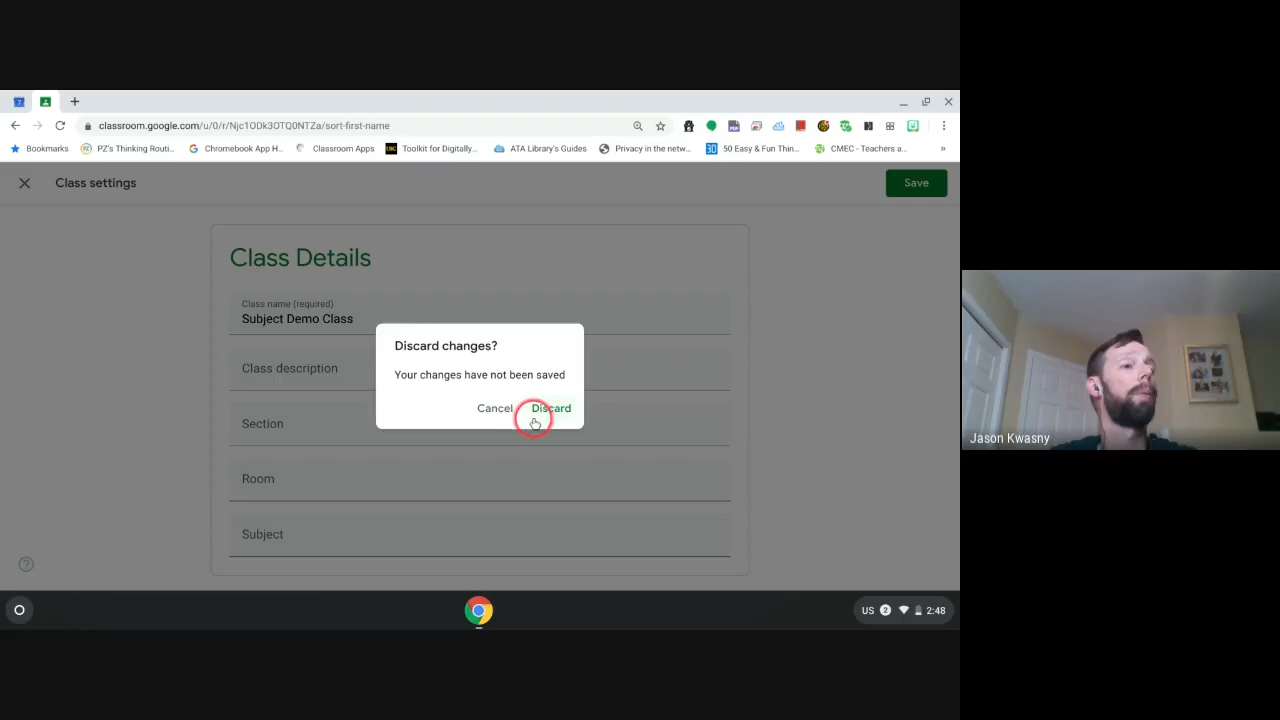 classroom.google.com/u/0/r/Njc1ODk3OTQ0NTZa/sort-first-name
Bookmarks PZ's Thinking Routi... Chromebook App H... Classroom Apps Toolkit for Digitally... ATA Library's Guides Privacy in the netw... 30 50 Easy & Fun Thin... CMEC - Teachers a... »
Class settings
Save
Class Details
Class name (required)
Subject Demo Class
Discard changes?
Your changes have not been saved
Cancel Discard
Class description
Section
Room
Subject
Jason Kwasny
US 2 2:48